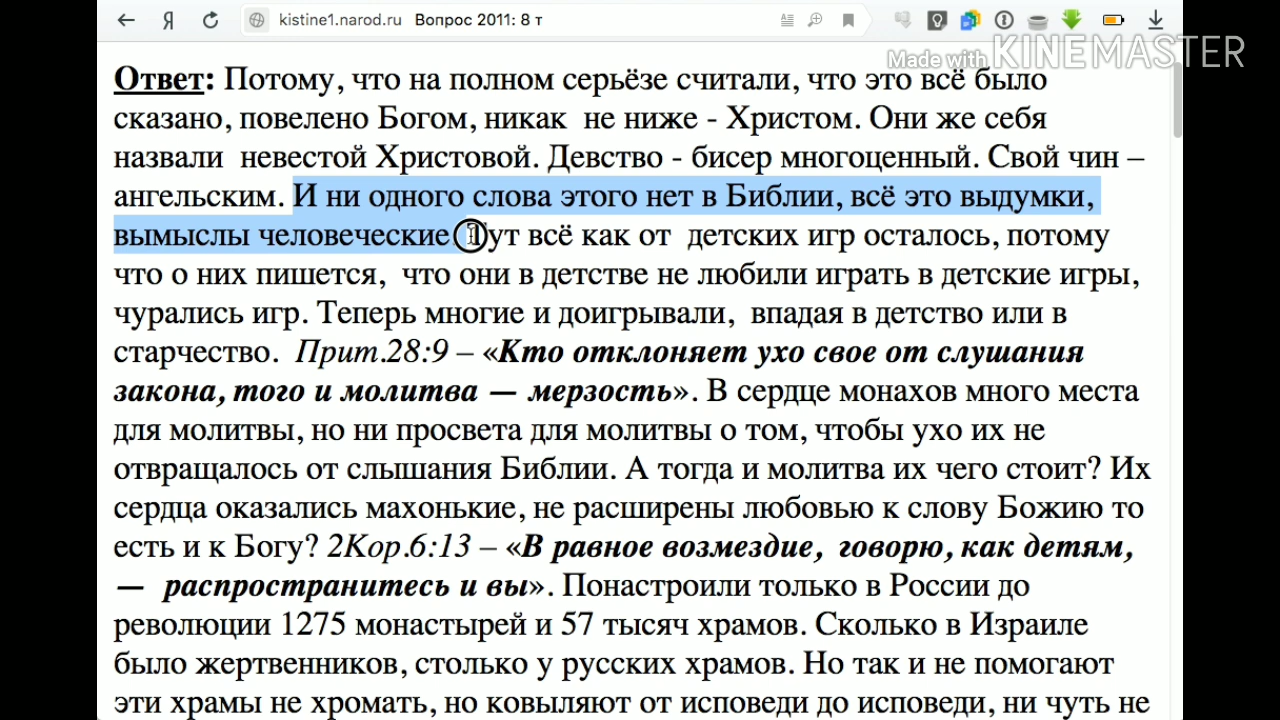 kistine1.narod.ru Вопрос 2011: 8 т
Made with KINEMASTER
Ответ: Потому, что на полном серьёзе считали, что это всё было
сказано, повелено Богом, никак не ниже - Христом. Они же себя
назвали невестой Христовой. Девство - бисер многоценный. Свой чин –
ангельским. И ни одного слова этого нет в Библии, всё это выдумки,
вымыслы человеческие. Тут всё как от детских игр осталось, потому
что о них пишется, что они в детстве не любили играть в детские игры,
чурались игр. Теперь многие и доигрывали, впадая в детство или в
старчество. Прит.28:9 – «Кто отклоняет ухо свое от слушания
закона, того и молитва — мерзость». В сердце монахов много места
для молитвы, но ни просвета для молитвы о том, чтобы ухо их не
отвращалось от слышания Библии. А тогда и молитва их чего стоит? Их
сердца оказались махонькие, не расширены любовью к слову Божию то
есть и к Богу? 2Кор.6:13 – «В равное возмездие, говорю, как детям,
— распространитесь и вы». Понастроили только в России до
революции 1275 монастырей и 57 тысяч храмов. Сколько в Израиле
было жертвенников, столько у русских храмов. Но так и не помогают
эти храмы не хромать, но ковыляют от исповеди до исповеди, ни чуть не